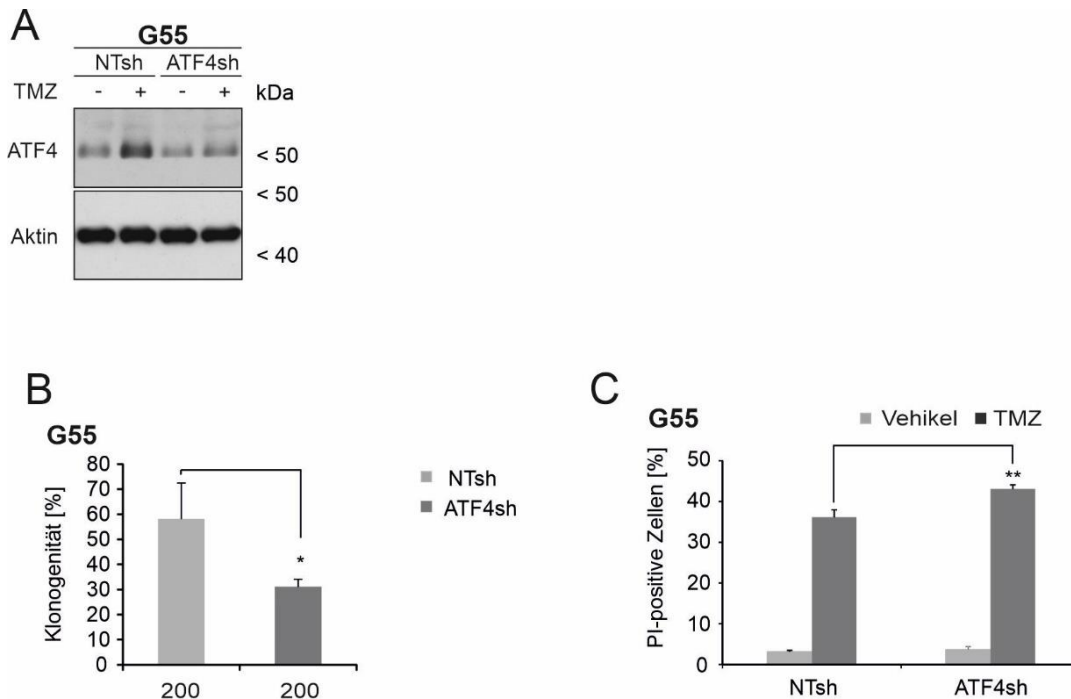 A
G55
NTsh ATF4sh
TMZ - + - + kDa
ATF4 < 50
< 50
Aktin
< 40
B
G55
Klonogenität [%]
80
70
60
50
40
30
20
10
0
200 200
*
NTsh
ATF4sh
C
G55
Vehikel TMZ
PI-positive Zellen [%]
50
40
30
20
10
0
**
NTsh ATF4sh